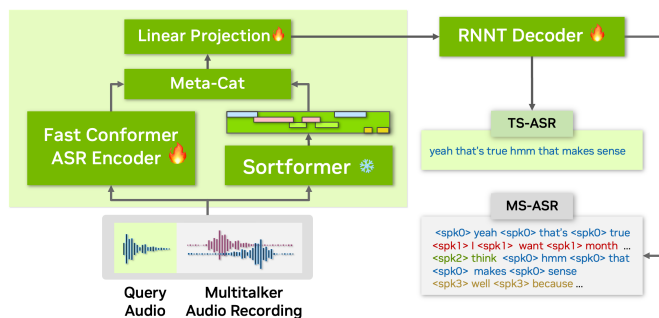 Linear Projection
RNNT Decoder
Meta-Cat
Fast Conformer
ASR Encoder
Sortformer
TS-ASR
yeah that's true hmm that makes sense
MS-ASR
<spk0> yeah <spk0> that's <spk0> true
<spk1> I <spk1> want <spk1> month ...
<spk2> think <spk0> hmm <spk0> that
<spk0> makes <spk0> sense
<spk3> well <spk3> because ...
Query
Audio
Multitalker
Audio Recording